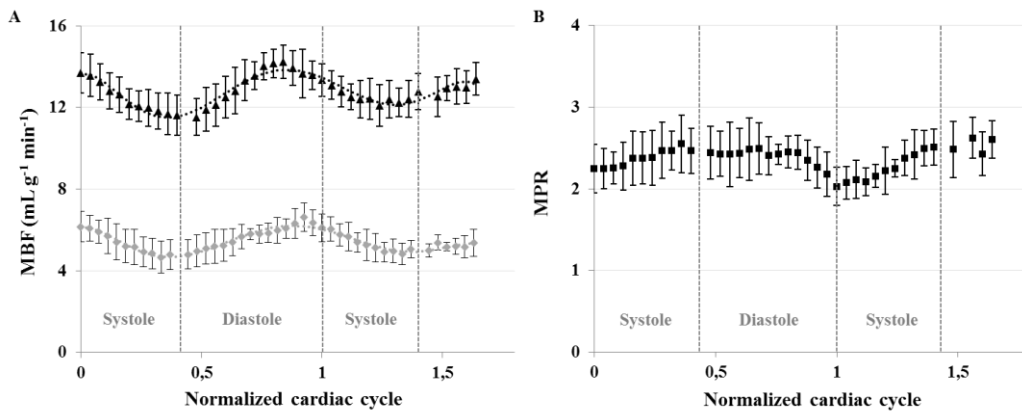 A
16
12
8
4
0
MBF (mL g⁻¹ min⁻¹)
Systole
Diastole
Systole
0
0,5
1
1,5
Normalized cardiac cycle
B
4
3
2
1
0
MPR
Systole
Diastole
Systole
0
0,5
1
1,5
Normalized cardiac cycle